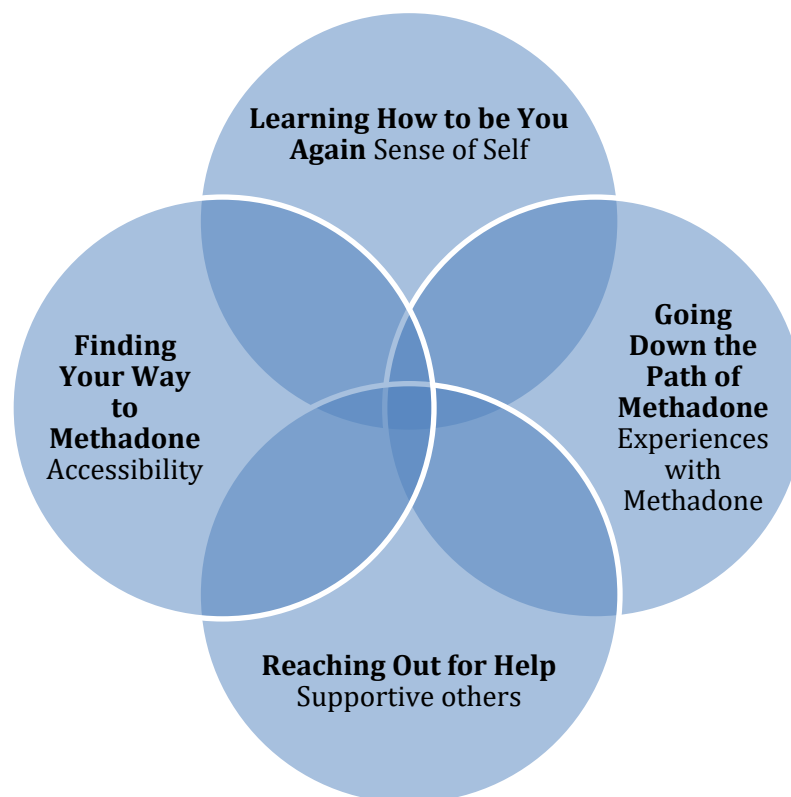 Learning How to be You
Again Sense of Self
Finding
Your Way
to
Methadone
Accessibility
Going
Down the
Path of
Methadone
Experiences
with
Methadone
Reaching Out for Help
Supportive others